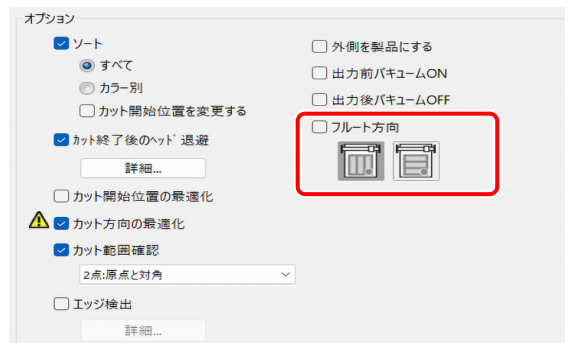 オプション
ソート
すべて
カラー別
カット開始位置を変更する
カット終了後のヘッド退避
詳細...
カット開始位置の最適化
カット方向の最適化
カット範囲確認
2点:原点と対角
エッジ検出
詳細...
外側を製品にする
出力前バキュームON
出力後バキュームOFF
フルート方向